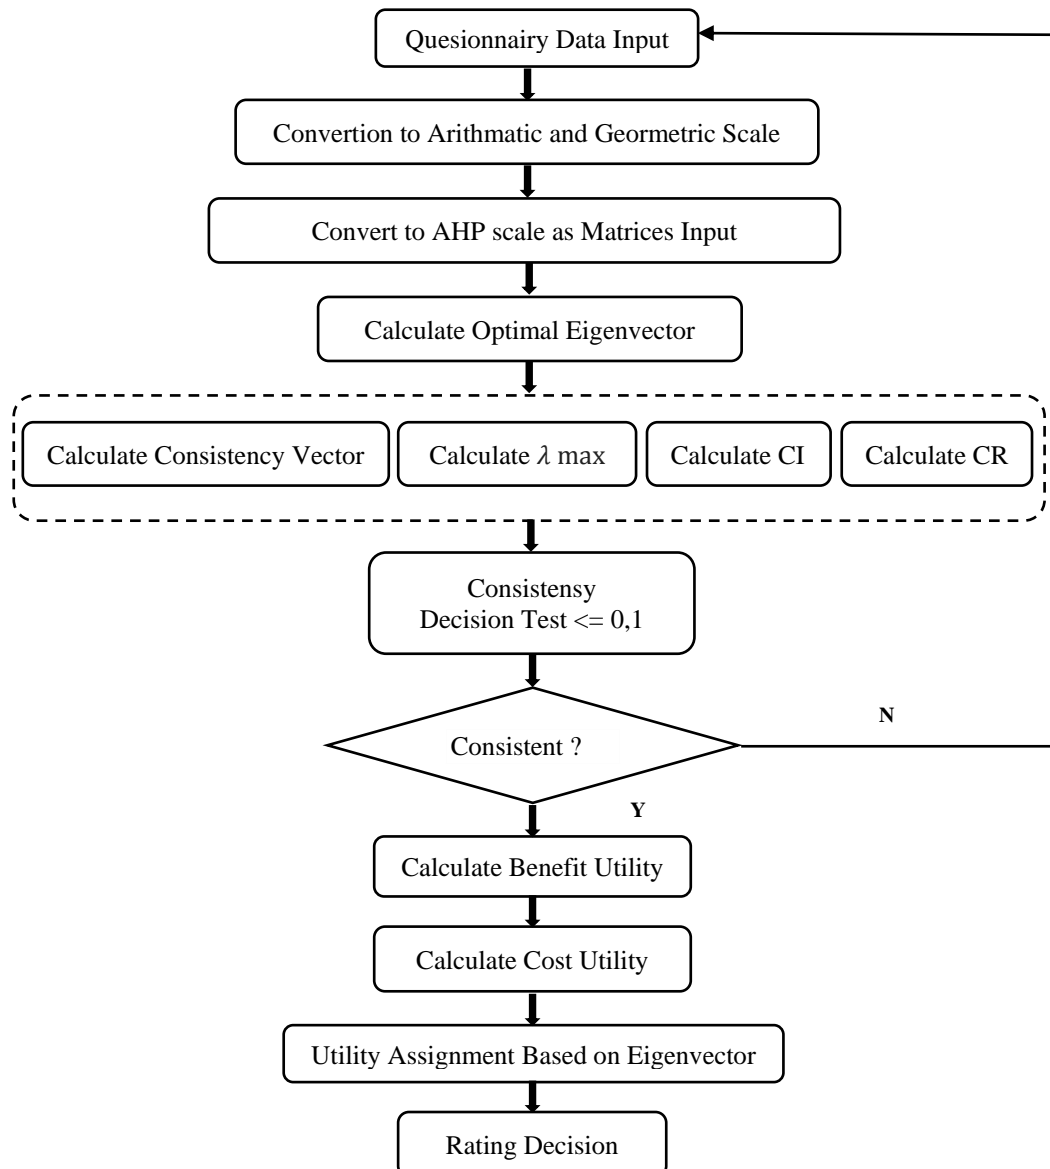 Quesionnairy Data Input
Convertion to Arithmatic and Geormetric Scale
Convert to AHP scale as Matrices Input
Calculate Optimal Eigenvector
Calculate Consistency Vector
Calculate λ max
Calculate CI
Calculate CR
Consistensy
Decision Test <= 0,1
N
Consistent ?
Y
Calculate Benefit Utility
Calculate Cost Utility
Utility Assignment Based on Eigenvector
Rating Decision